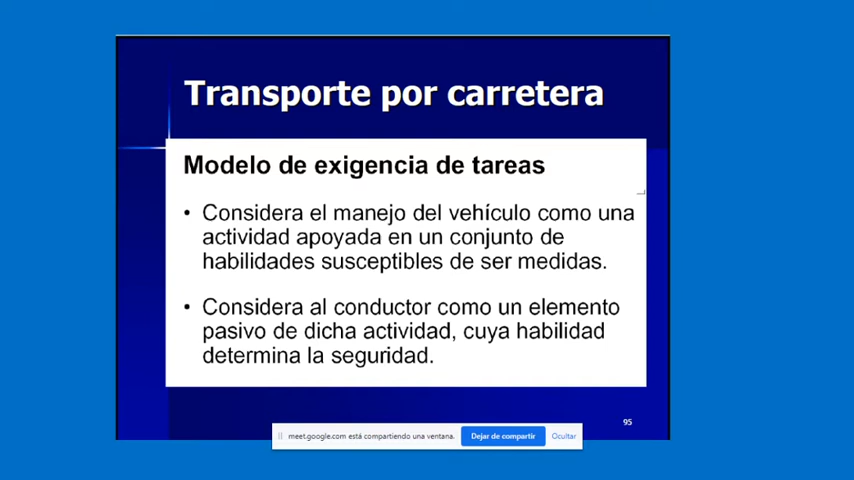 Transporte por carretera
Modelo de exigencia de tareas
• Considera el manejo del vehículo como una
actividad apoyada en un conjunto de
habilidades susceptibles de ser medidas.
• Considera al conductor como un elemento
pasivo de dicha actividad, cuya habilidad
determina la seguridad.
95
meet.google.com está compartiendo una ventana. Dejar de compartir Ocultar